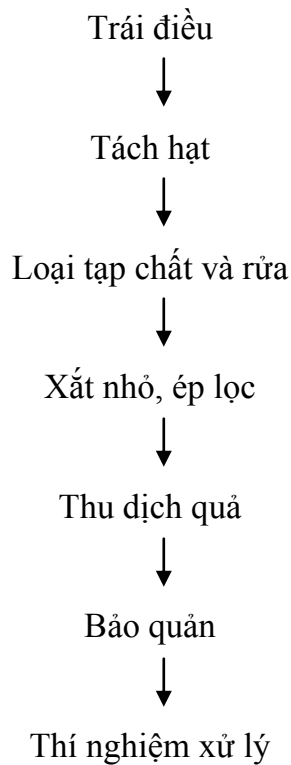 Trái điều
Tách hạt
Loại tạp chất và rửa
Xắt nhỏ, ép lọc
Thu dịch quả
Bảo quản
Thí nghiệm xử lý